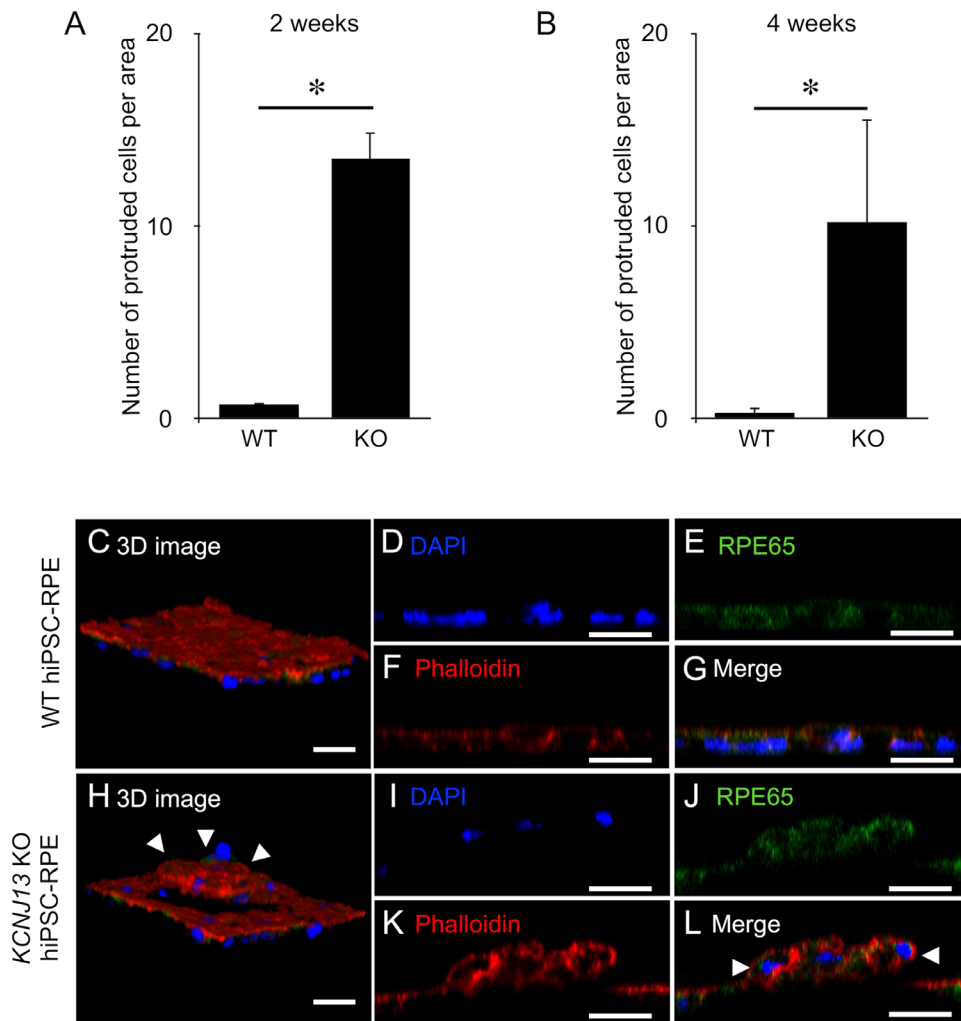 A
2 weeks
Number of protruded cells per area
20
10
0
*
WT
KO
B
4 weeks
Number of protruded cells per area
20
10
0
*
WT
KO
WT hiPSC-RPE
C 3D image
D DAPI
E RPE65
F Phalloidin
G Merge
KCNJ13 KO
hiPSC-RPE
H 3D image
I DAPI
J RPE65
K Phalloidin
L Merge